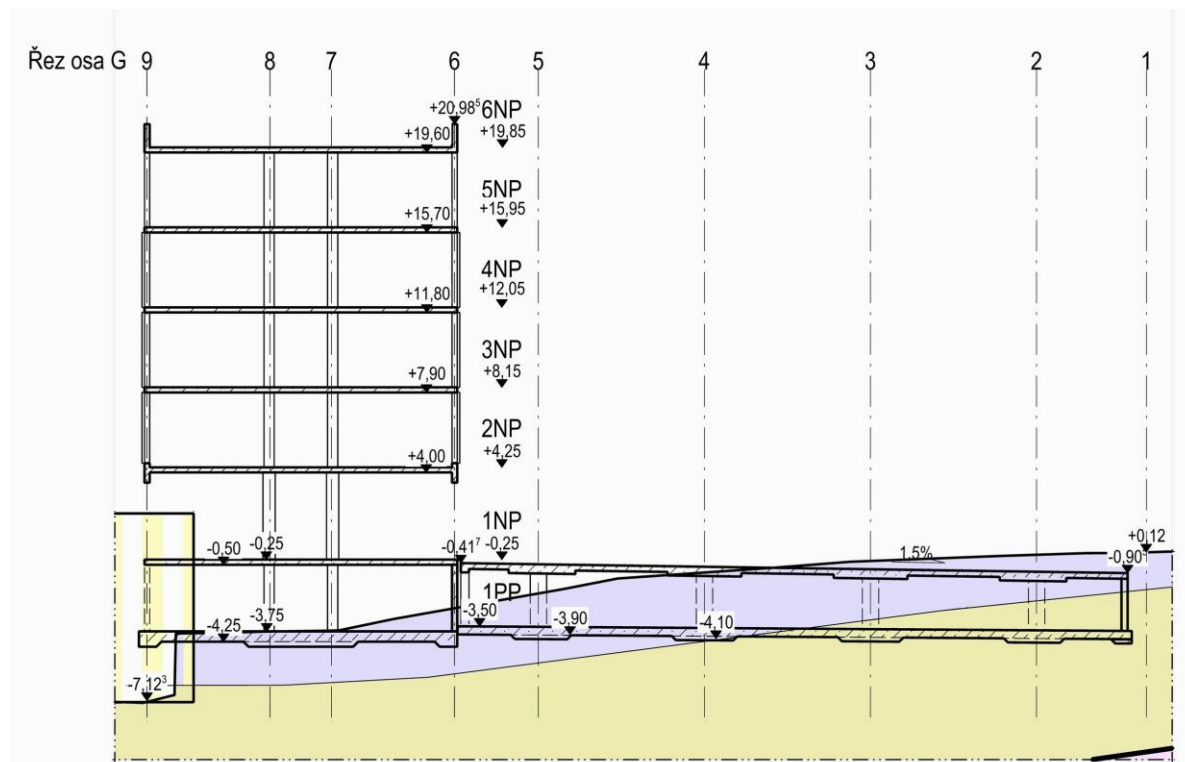 Řez osa G 9 8 7 6 5 4 3 2 1
+20,98⁵ 6NP
+19,60 +19,85
5NP
+15,70 +15,95
4NP
+11,80 +12,05
3NP
+7,90 +8,15
2NP
+4,00 +4,25
1NP
-0,50 -0,25 -0,41⁷ -0,25 1,5% -0,90 +0,12
1PP
-4,25 -3,75 -3,50 -3,90 -4,10
-7,12³